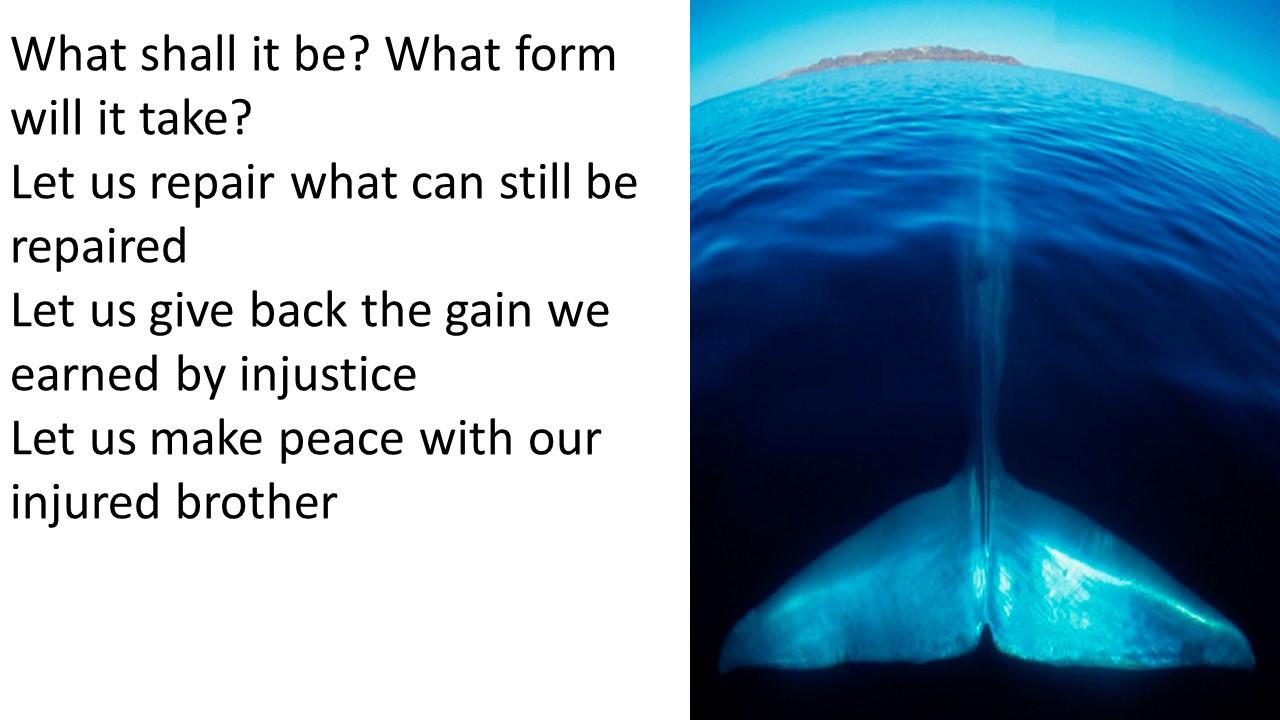 What shall it be? What form
will it take?
Let us repair what can still be
repaired
Let us give back the gain we
earned by injustice
Let us make peace with our
injured brother